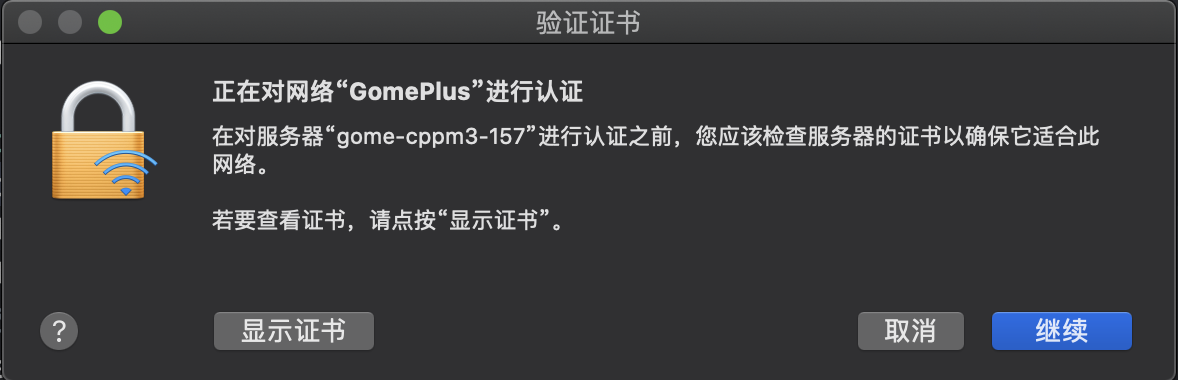 验证证书
正在对网络“GomePlus”进行认证
在对服务器“gome-cppm3-157”进行认证之前，您应该检查服务器的证书以确保它适合此
网络。
若要查看证书，请点按“显示证书”。
?
显示证书
取消
继续